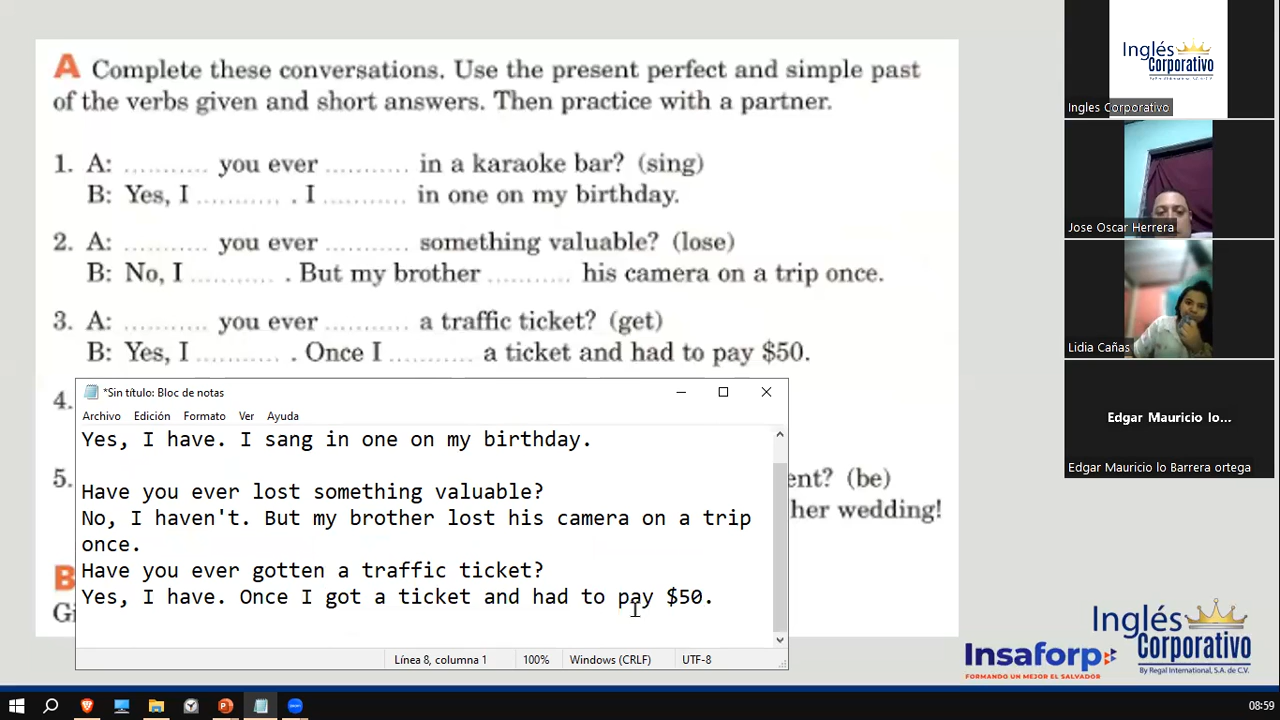 A Complete these conversations. Use the present perfect and simple past
of the verbs given and short answers. Then practice with a partner.
1. A: .......... you ever .......... in a karaoke bar? (sing)
B: Yes, I .......... . I .......... in one on my birthday.
2. A: .......... you ever .......... something valuable? (lose)
B: No, I .......... . But my brother .......... his camera on a trip once.
3. A: .......... you ever .......... a traffic ticket? (get)
B: Yes, I .......... . Once I .......... a ticket and had to pay $50.
4.
5. ent? (be)
her wedding!
B
Gi
*Sin título: Bloc de notas
Archivo Edición Formato Ver Ayuda
Yes, I have. I sang in one on my birthday.
Have you ever lost something valuable?
No, I haven't. But my brother lost his camera on a trip
once.
Have you ever gotten a traffic ticket?
Yes, I have. Once I got a ticket and had to pay $50.
Línea 8, columna 1 100% Windows (CRLF) UTF-8
Inglés
Corporativo
By Regal International, S.A. de C.V.
Ingles Corporativo
Jose Oscar Herrera
Lidia Cañas
Edgar Mauricio lo...
Edgar Mauricio lo Barrera ortega
Insaforp
FORMANDO UN MEJOR EL SALVADOR
Inglés
Corporativo
By Regal International, S.A. de C.V.
08:59